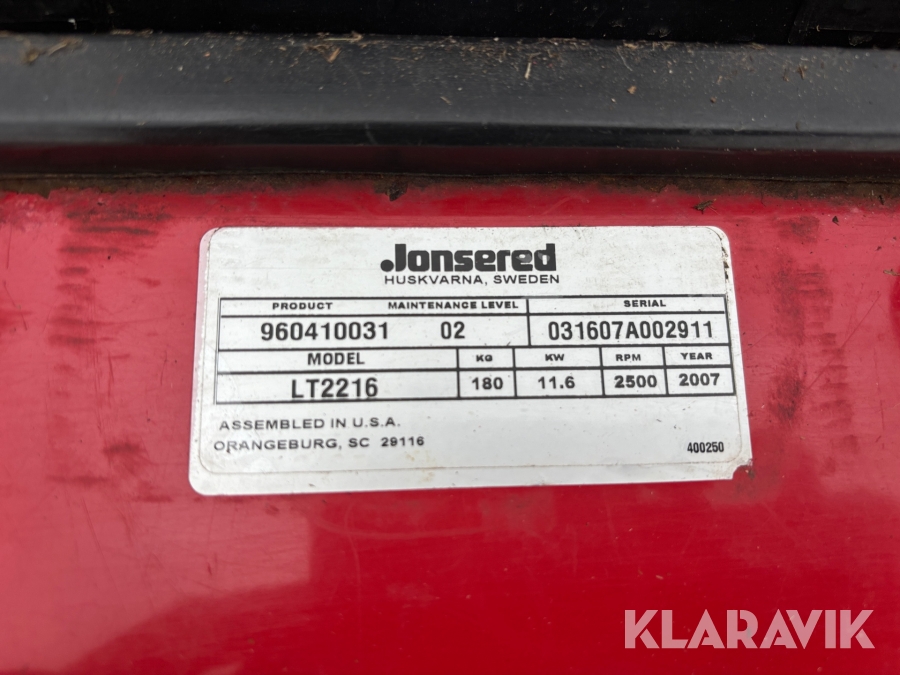 Jonsered
HUSKVARNA, SWEDEN
PRODUCT MAINTENANCE LEVEL SERIAL
960410031 02 031607A002911
MODEL KG KW RPM YEAR
LT2216 180 11.6 2500 2007
ASSEMBLED IN U.S.A.
ORANGEBURG, SC 29116
400250
KLARAVIK